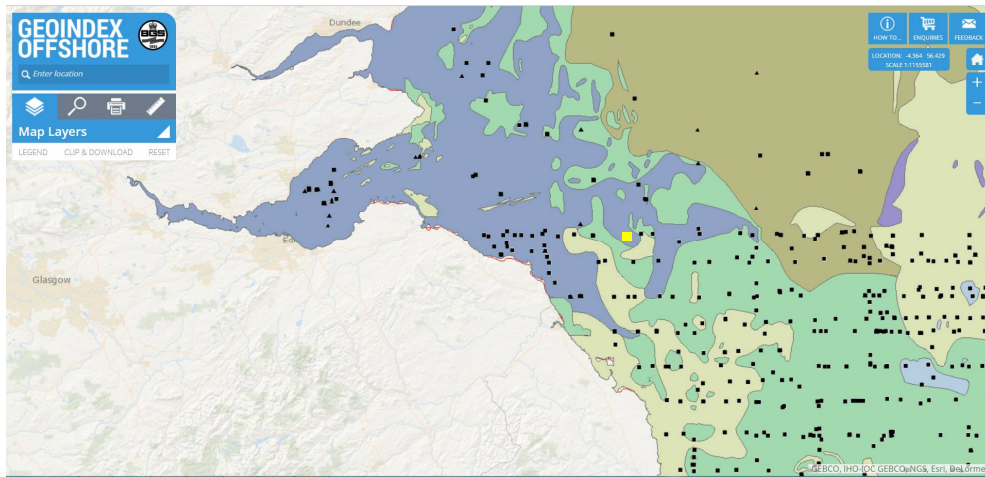 GEOINDEX
OFFSHORE
BGS
Enter location
Map Layers
LEGEND CLIP & DOWNLOAD RESET
Dundee
Glasgow
HOW TO... ENQUIRIES FEEDBACK
LOCATION: -4.364 56.429
SCALE 1:1155581
+
−
GEBCO, IHO-IOC GEBCO, NGS, Esri, DeLorme